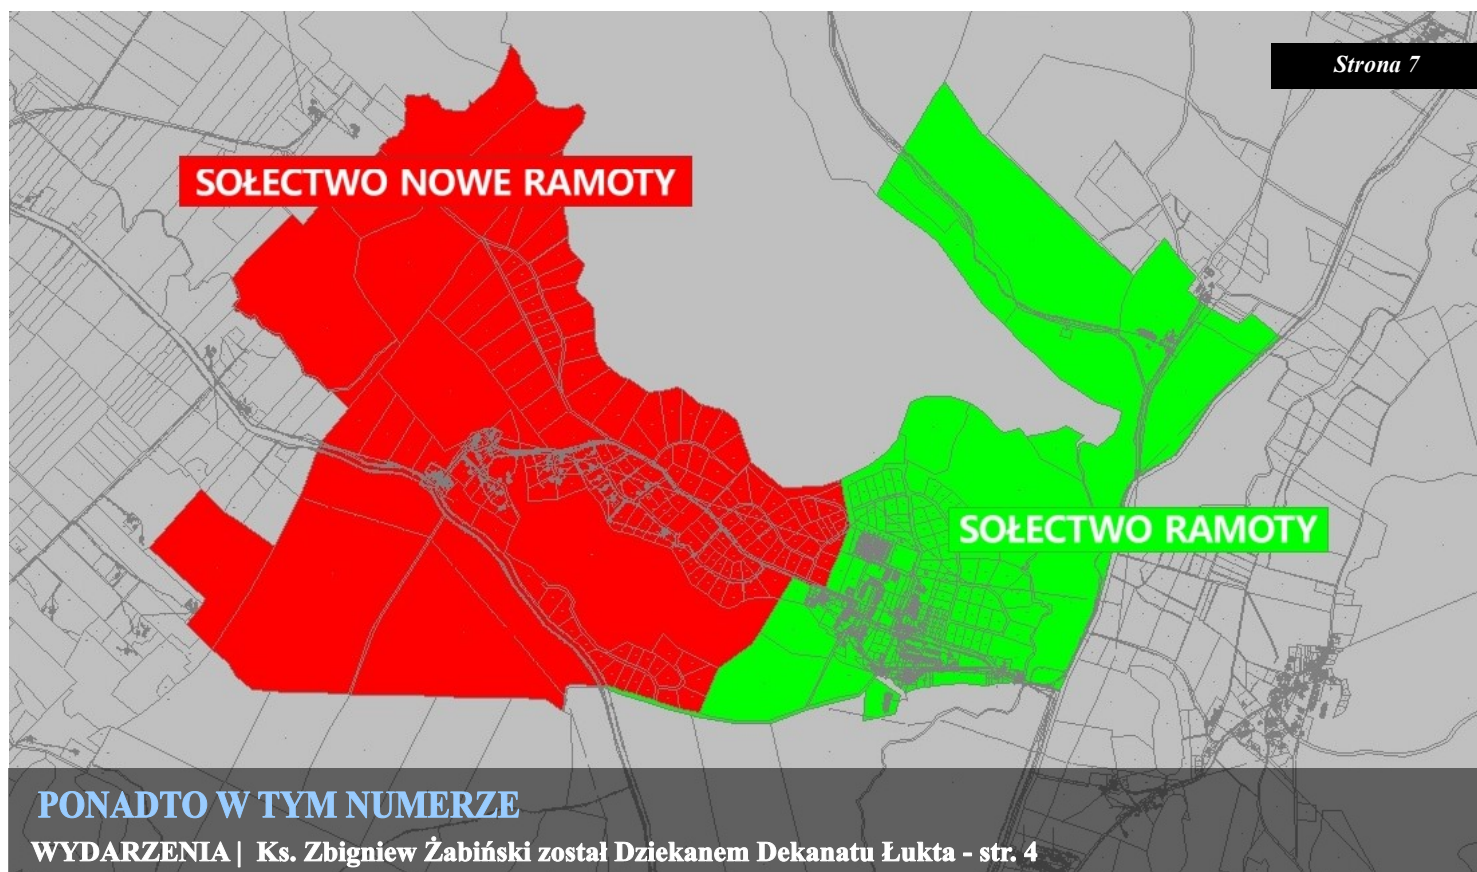 Strona 7
SOŁECTWO NOWE RAMOTY
SOŁECTWO RAMOTY
PONADTO W TYM NUMERZE
WYDARZENIA | Ks. Zbigniew Żabiński został Dziekanem Dekanatu Łukta - str. 4